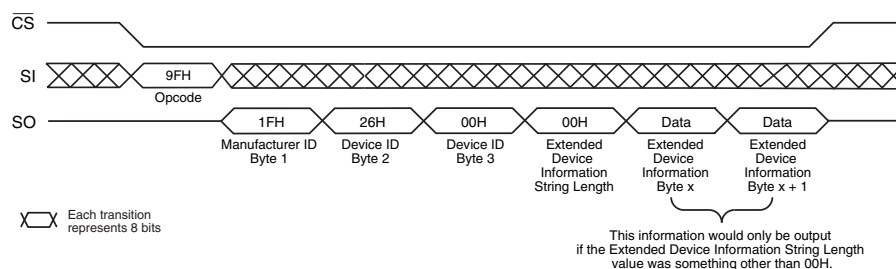 CS
SI
9FH
Opcode
SO
1FH
26H
00H
00H
Data
Data
Manufacturer ID
Byte 1
Device ID
Byte 2
Device ID
Byte 3
Extended
Device
Information
String Length
Extended
Device
Information
Byte x
Extended
Device
Information
Byte x + 1
Each transition
represents 8 bits
This information would only be output
if the Extended Device Information String Length
value was something other than 00H.